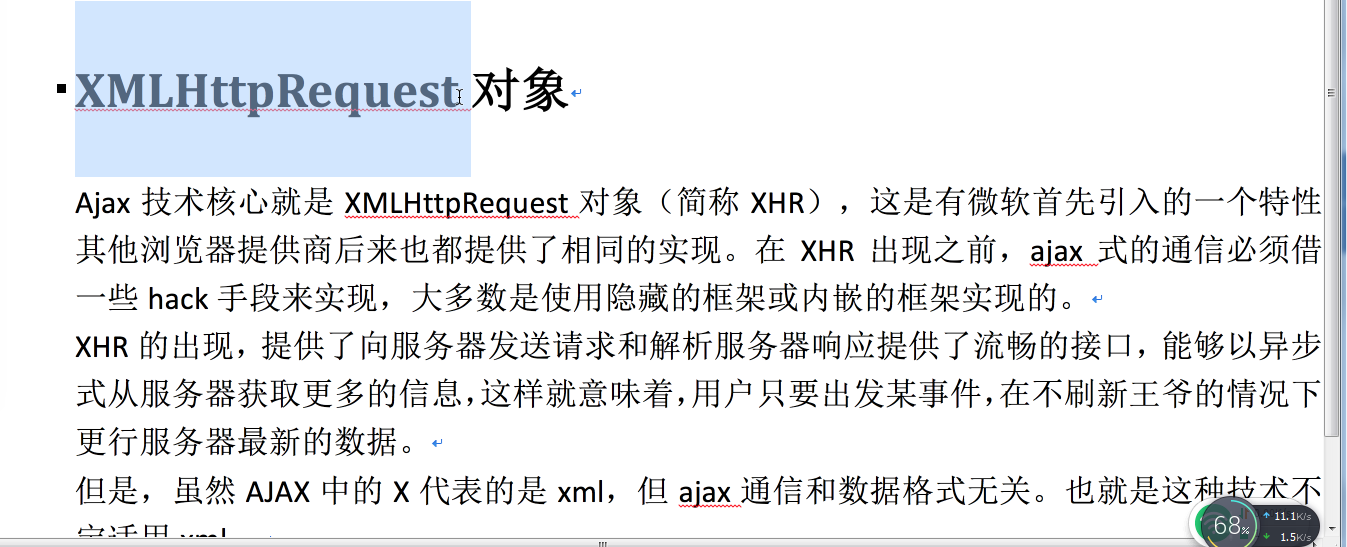 XMLHttpRequest 对象
Ajax 技术核心就是 XMLHttpRequest 对象（简称 XHR），这是有微软首先引入的一个特性
其他浏览器提供商后来也都提供了相同的实现。在 XHR 出现之前，ajax 式的通信必须借
一些 hack 手段来实现，大多数是使用隐藏的框架或内嵌的框架实现的。
XHR 的出现，提供了向服务器发送请求和解析服务器响应提供了流畅的接口，能够以异步
式从服务器获取更多的信息，这样就意味着，用户只要出发某事件，在不刷新王爷的情况下
更行服务器最新的数据。
但是，虽然 AJAX 中的 X 代表的是 xml，但 ajax 通信和数据格式无关。也就是这种技术不
68%
11.1K/s
1.5K/s